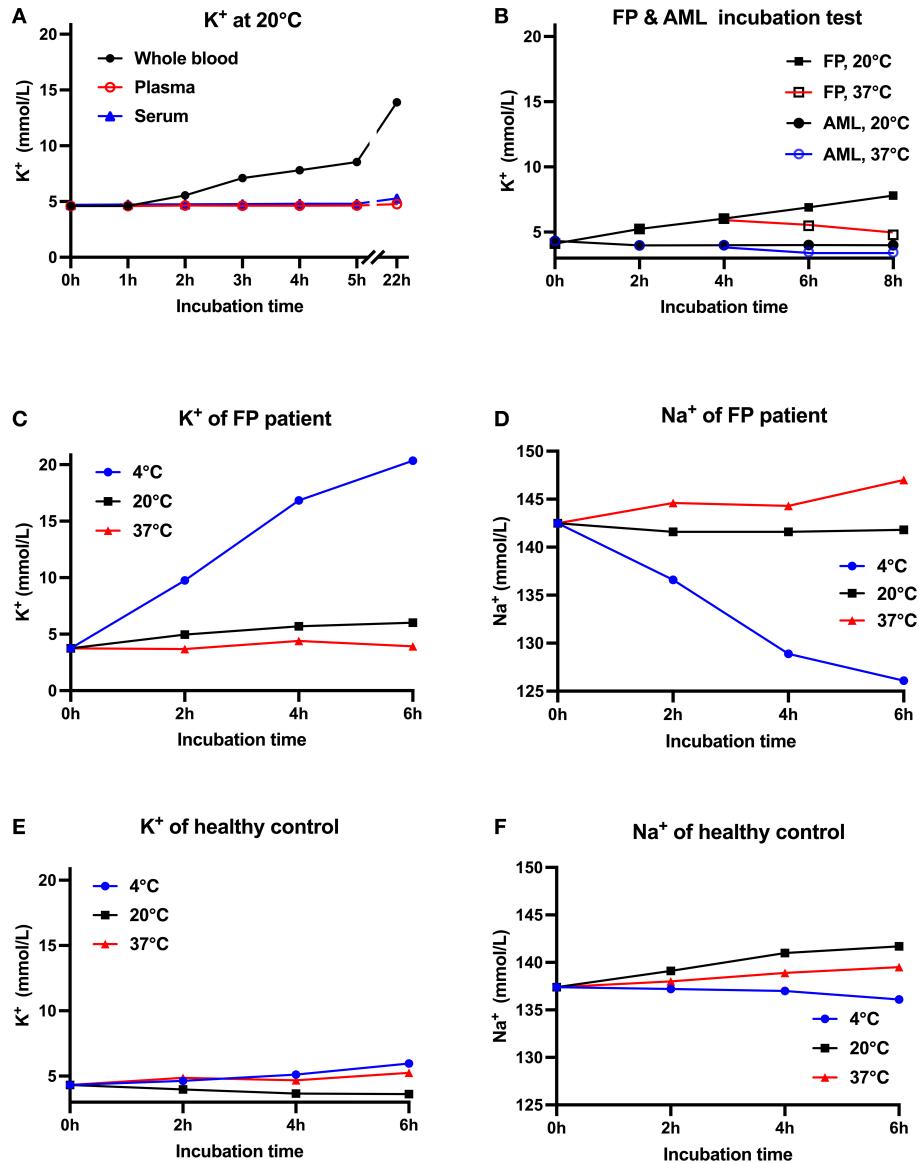 A
K⁺ at 20°C
20
15
10
5
0
K⁺ (mmol/L)
Whole blood
Plasma
Serum
0h 1h 2h 3h 4h 5h 22h
Incubation time
B
FP & AML incubation test
20
15
10
5
K⁺ (mmol/L)
FP, 20°C
FP, 37°C
AML, 20°C
AML, 37°C
0h 2h 4h 6h 8h
Incubation time
C
K⁺ of FP patient
20
15
10
5
0
K⁺ (mmol/L)
4°C
20°C
37°C
0h 2h 4h 6h
Incubation time
D
Na⁺ of FP patient
150
145
140
135
130
125
Na⁺ (mmol/L)
4°C
20°C
37°C
0h 2h 4h 6h
Incubation time
E
K⁺ of healthy control
20
15
10
5
K⁺ (mmol/L)
4°C
20°C
37°C
0h 2h 4h 6h
Incubation time
F
Na⁺ of healthy control
150
145
140
135
130
125
Na⁺ (mmol/L)
4°C
20°C
37°C
0h 2h 4h 6h
Incubation time